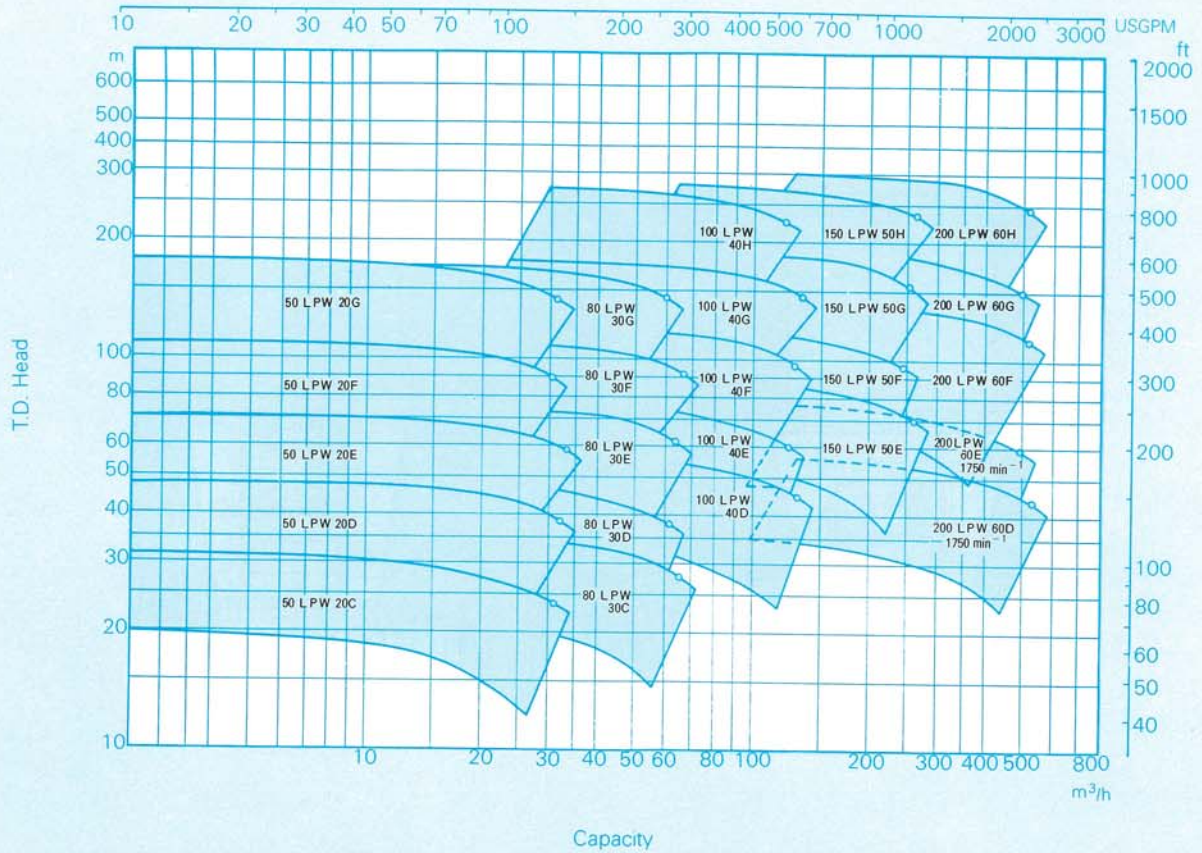 10 20 30 40 50 100 200 300 400 500 700 1000 2000 3000 USGPM
m
ft
600
500
400
300
200
100
80
60
50
40
30
20
10
2000
1500
1000
800
600
500
400
300
200
100
80
60
50
40
T.D. Head
100 LPW
40H
150 LPW 50H
200 LPW 60H
50 LPW 20G
80 LPW
30G
100 LPW
40G
150 LPW 50G
200 LPW 60G
50 LPW 20F
80 LPW
30F
100 LPW
40F
150 LPW 50F
200 LPW 60F
50 LPW 20E
80 LPW
30E
100 LPW
40E
150 LPW 50E
200LPW
60E
1750 min⁻¹
50 LPW 20D
80 LPW
30D
100 LPW
40D
200 LPW 60D
1750 min⁻¹
50 LPW 20C
80 LPW
30C
10 20 30 40 50 60 80 100 200 300 400 500 800
m³/h
Capacity